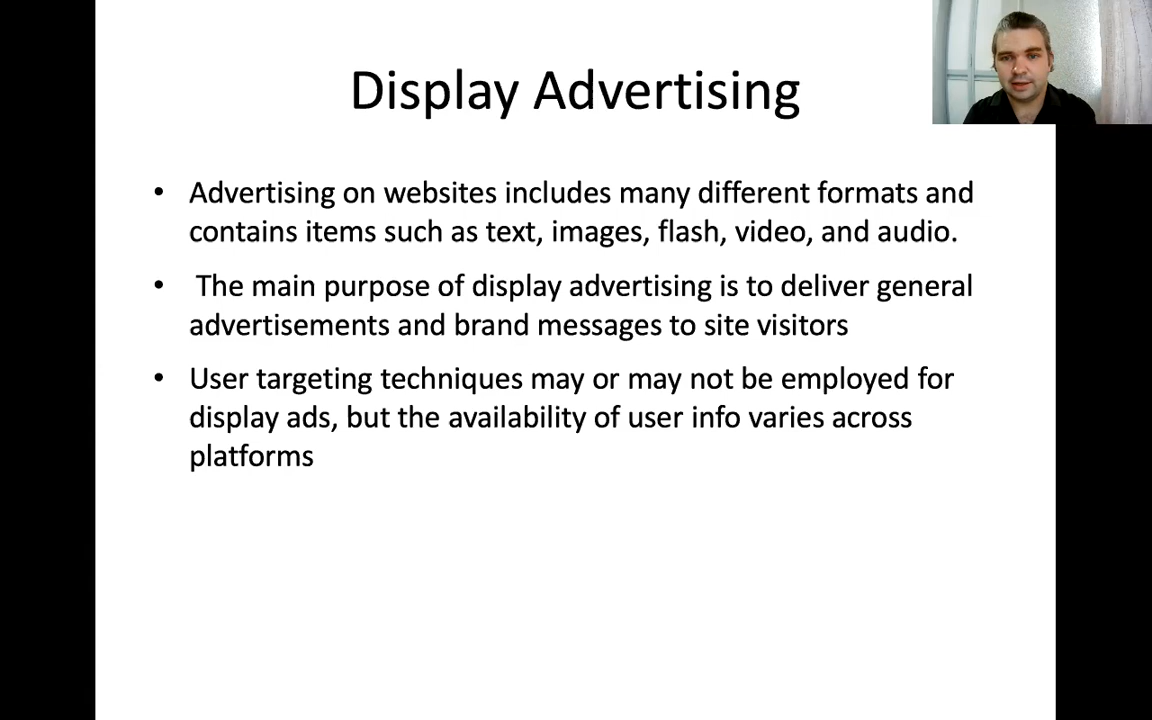 Display Advertising
• Advertising on websites includes many different formats and
contains items such as text, images, flash, video, and audio.
• The main purpose of display advertising is to deliver general
advertisements and brand messages to site visitors
• User targeting techniques may or may not be employed for
display ads, but the availability of user info varies across
platforms